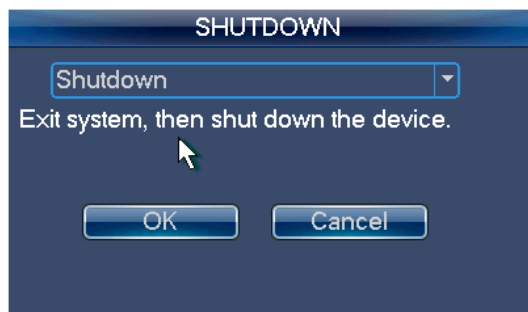 SHUTDOWN
Shutdown
Exit system, then shut down the device.
OK Cancel